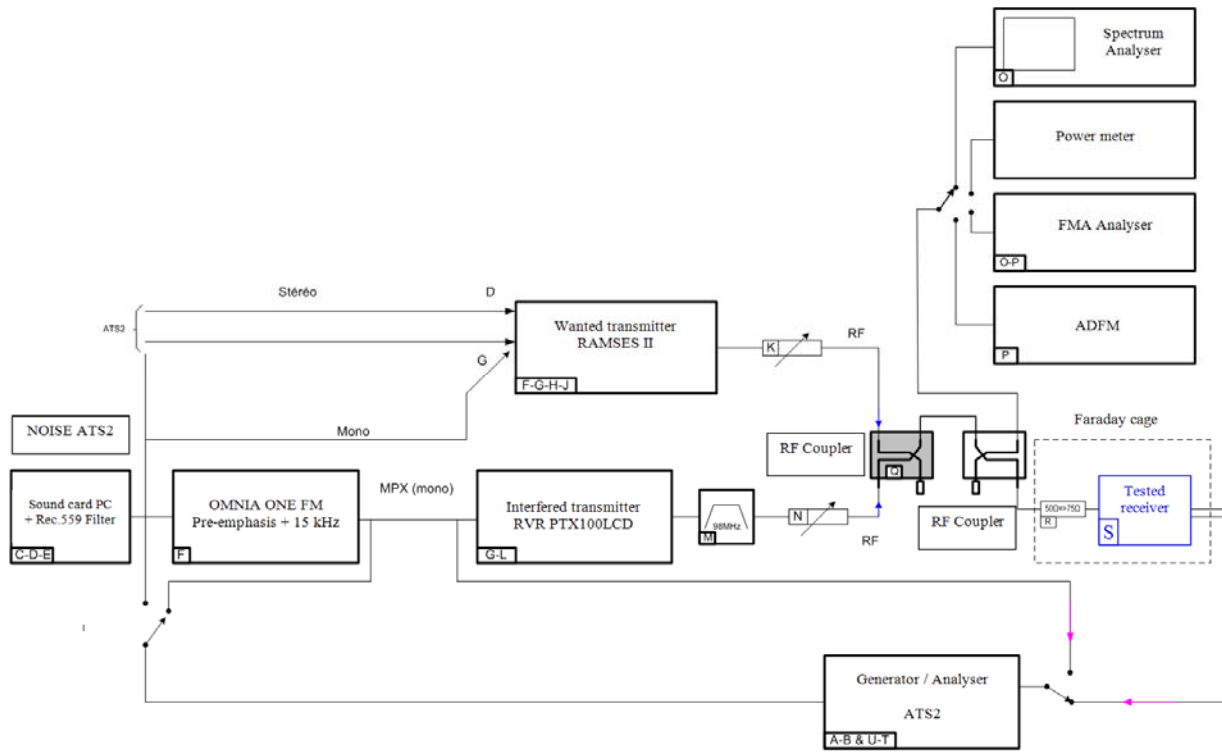 Spectrum
Analyser
O
Power meter
FMA Analyser
O-P
ADFM
P
Stéréo
D
ATS2
G
Wanted transmitter
RAMSES II
F-G-H-J
K
RF
Mono
Faraday cage
NOISE ATS2
RF Coupler
Q
Sound card PC
+ Rec.559 Filter
C-D-E
OMNIA ONE FM
Pre-emphasis + 15 kHz
F
MPX (mono)
Interfered transmitter
RVR PTX100LCD
G-L
98MHz
M
N
RF
RF Coupler
50Ω⇔75Ω
R
Tested
receiver
S
I
Generator / Analyser
ATS2
A-B & U-T